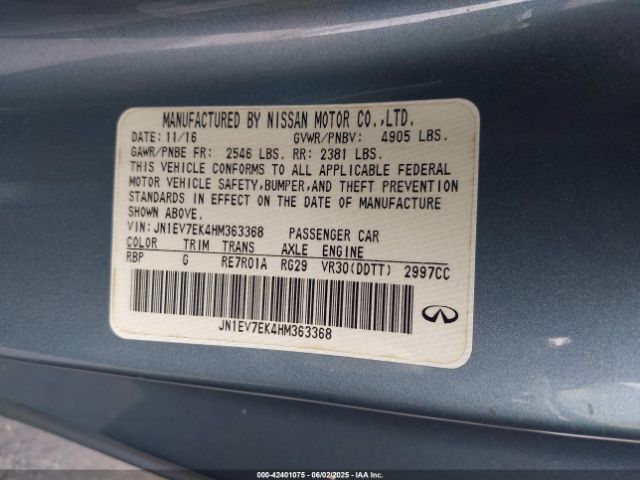 MANUFACTURED BY NISSAN MOTOR CO.,LTD.
DATE: 11/16 GVWR/PNBV: 4905 LBS.
GAWR/PNBE FR: 2546 LBS. RR: 2381 LBS.
THIS VEHICLE CONFORMS TO ALL APPLICABLE FEDERAL
MOTOR VEHICLE SAFETY,BUMPER,AND THEFT PREVENTION
STANDARDS IN EFFECT ON THE DATE OF MANUFACTURE
SHOWN ABOVE.
VIN: JN1EV7EK4HM363368 PASSENGER CAR
COLOR TRIM TRANS AXLE ENGINE
RBP G RE7R01A RG29 VR30(DDTT) 2997CC
JN1EV7EK4HM363368
000-42401075 - 06/02/2025 - IAAI.com